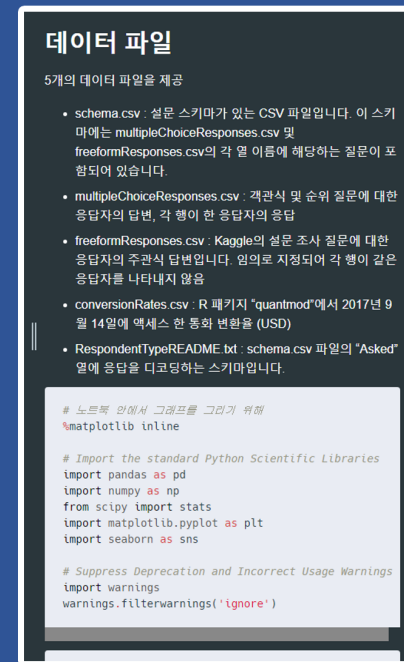 데이터 파일
5개의 데이터 파일을 제공
• schema.csv : 설문 스키마가 있는 CSV 파일입니다. 이 스키
마에는 multipleChoiceResponses.csv 및
freeformResponses.csv의 각 열 이름에 해당하는 질문이 포
함되어 있습니다.
• multipleChoiceResponses.csv : 객관식 및 순위 질문에 대한
응답자의 답변, 각 행이 한 응답자의 응답
• freeformResponses.csv : Kaggle의 설문 조사 질문에 대한
응답자의 주관식 답변입니다. 임의로 지정되어 각 행이 같은
응답자를 나타내지 않음
• conversionRates.csv : R 패키지 “quantmod”에서 2017년 9
월 14일에 액세스 한 통화 변환율 (USD)
• RespondentTypeREADME.txt : schema.csv 파일의 “Asked”
열에 응답을 디코딩하는 스키마입니다.
# 노트북 안에서 그래프를 그리기 위해
%matplotlib inline
# Import the standard Python Scientific Libraries
import pandas as pd
import numpy as np
from scipy import stats
import matplotlib.pyplot as plt
import seaborn as sns
# Suppress Deprecation and Incorrect Usage Warnings
import warnings
warnings.filterwarnings('ignore')